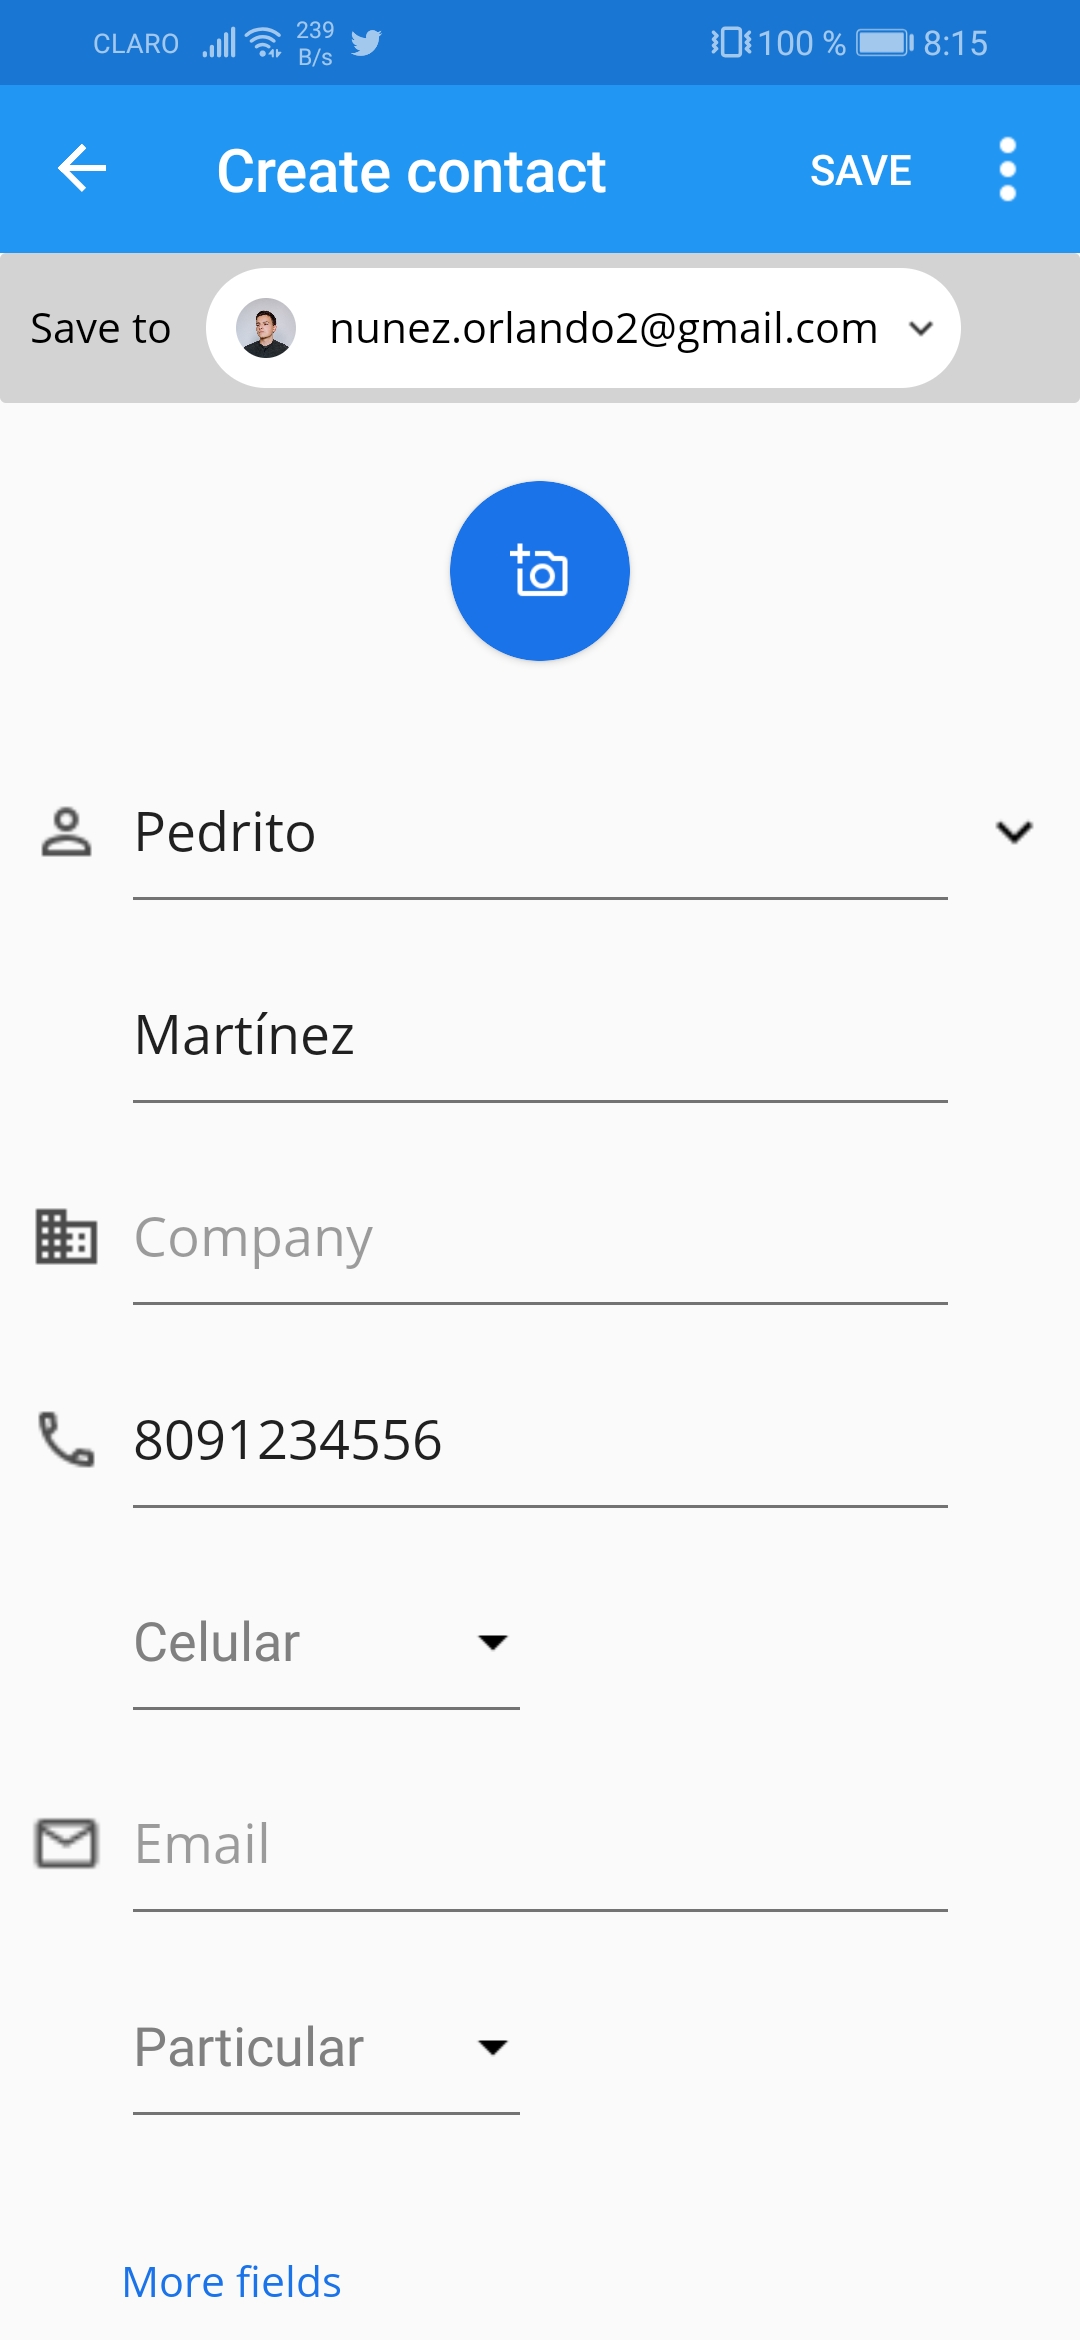 CLARO 239 B/s 100 % 8:15
Create contact SAVE
Save to nunez.orlando2@gmail.com
Pedrito
Martínez
Company
8091234556
Celular
Email
Particular
More fields